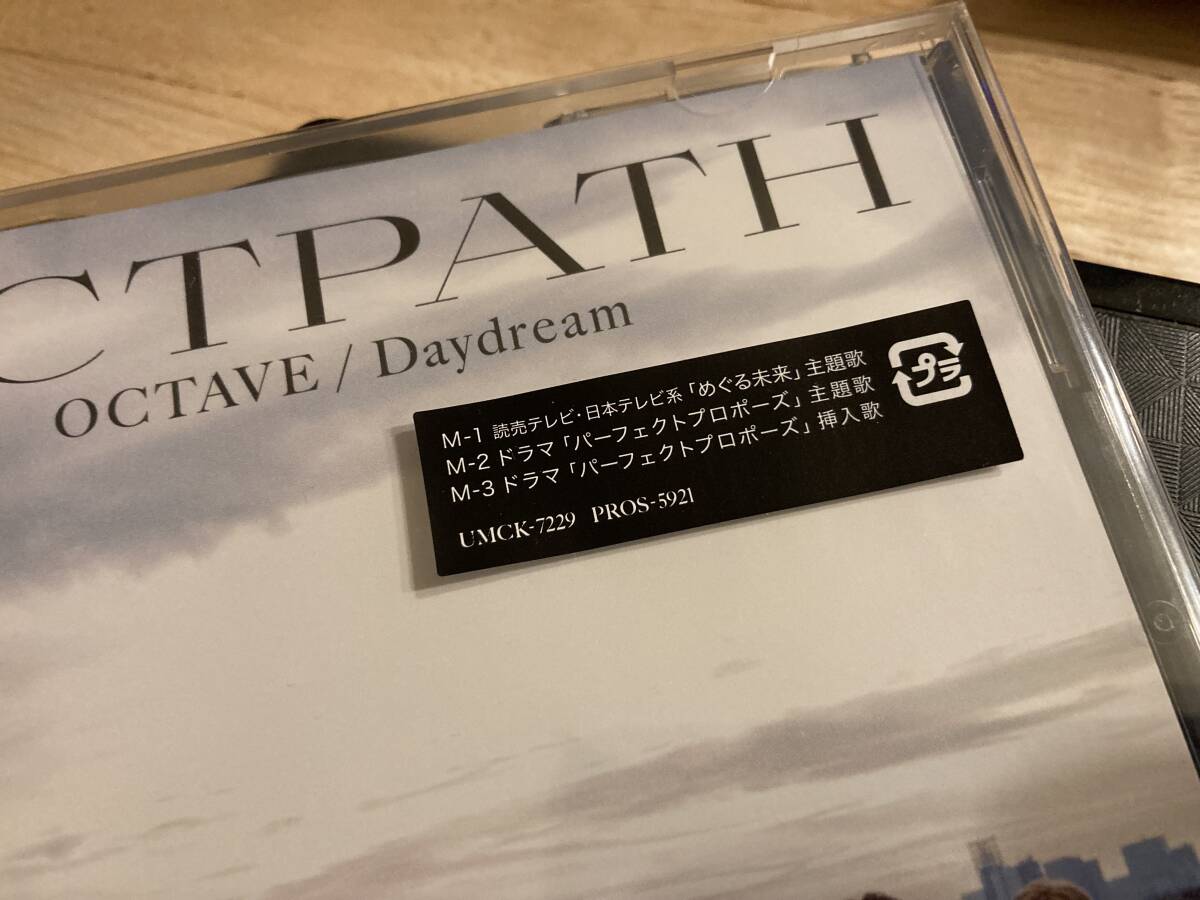 CTPATH
OCTAVE / Daydream
M-1 読売テレビ・日本テレビ系「めぐる未来」主題歌
M-2 ドラマ「パーフェクトプロポーズ」主題歌
M-3 ドラマ「パーフェクトプロポーズ」挿入歌
UMCK-7229 PROS-5921
プラ